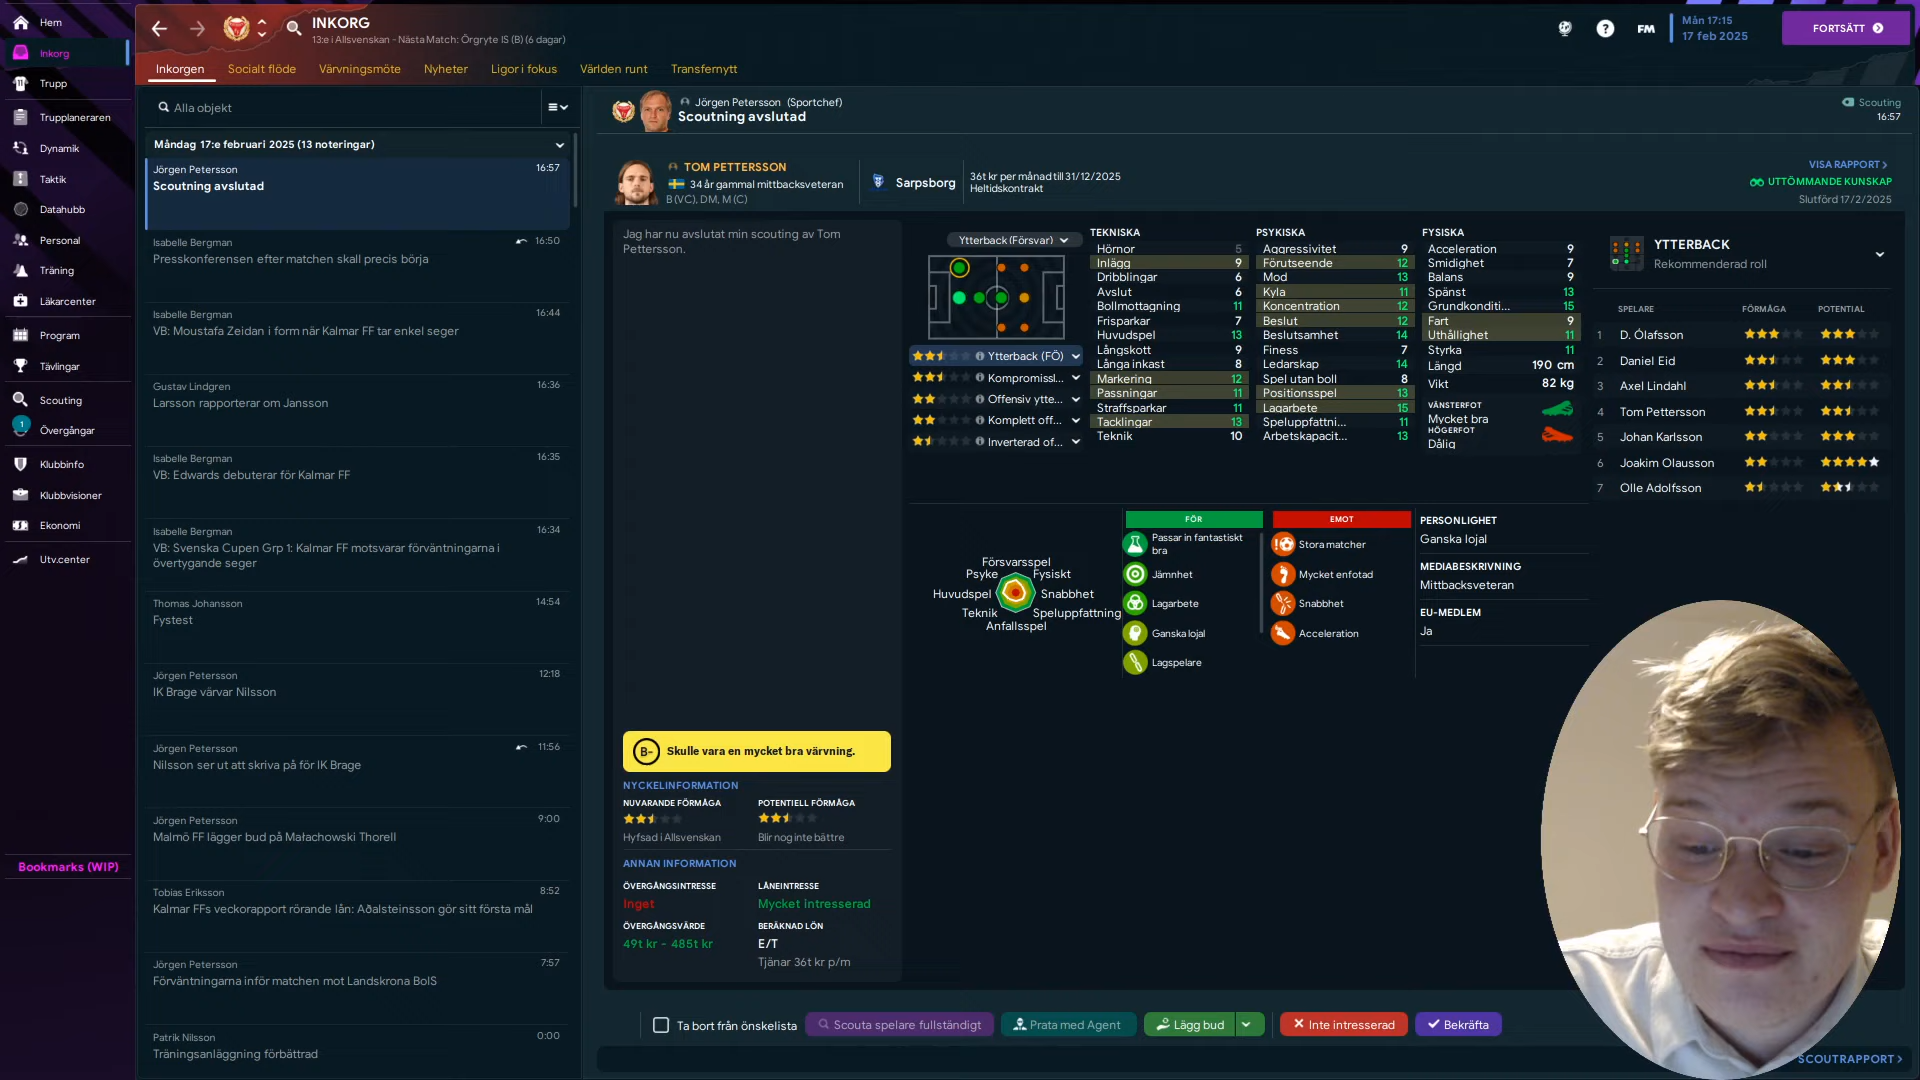 Hem
Inkorg
Trupp
Trupplaneraren
Dynamik
Taktik
Datahubb
Personal
Träning
Läkarcenter
Program
Tävlingar
Scouting
1
Övergångar
Klubbinfo
Klubbvisioner
Ekonomi
Utv.center
Bookmarks (WIP)
INKORG
13:e i Allsvenskan - Nästa Match: Örgryte IS (B) (6 dagar)
FM
Mån 17:15
17 feb 2025
FORTSÄTT
Inkorgen
Socialt flöde
Värvningsmöte
Nyheter
Ligor i fokus
Världen runt
Transfernytt
Alla objekt
Måndag 17:e februari 2025 (13 noteringar)
Jörgen Petersson 16:57
Scoutning avslutad
Isabelle Bergman 16:50
Presskonferensen efter matchen skall precis börja
Isabelle Bergman 16:44
VB: Moustafa Zeidan i form när Kalmar FF tar enkel seger
Gustav Lindgren 16:36
Larsson rapporterar om Jansson
Isabelle Bergman 16:35
VB: Edwards debuterar för Kalmar FF
Isabelle Bergman 16:34
VB: Svenska Cupen Grp 1: Kalmar FF motsvarar förväntningarna i
övertygande seger
Thomas Johansson 14:54
Fystest
Jörgen Petersson 12:18
IK Brage värvar Nilsson
Jörgen Petersson 11:56
Nilsson ser ut att skriva på för IK Brage
Jörgen Petersson 9:00
Malmö FF lägger bud på Małachowski Thorell
Tobias Eriksson 8:52
Kalmar FFs veckorapport rörande lån: Aðalsteinsson gör sitt första mål
Jörgen Petersson 7:57
Förväntningarna inför matchen mot Landskrona BoIS
Patrik Nilsson 0:00
Träningsanläggning förbättrad
Jörgen Petersson (Sportchef)
Scoutning avslutad
Scouting
16:57
TOM PETTERSSON
34 år gammal mittbacksveteran
B (VC), DM, M (C)
Sarpsborg
36t kr per månad till 31/12/2025
Heltidskontrakt
VISA RAPPORT >
UTTÖMMANDE KUNSKAP
Slutförd 17/2/2025
Jag har nu avslutat min scouting av Tom
Pettersson.
B- Skulle vara en mycket bra värvning.
NYCKELINFORMATION
NUVARANDE FÖRMÅGA
Hyfsad i Allsvenskan
POTENTIELL FÖRMÅGA
Blir nog inte bättre
ANNAN INFORMATION
ÖVERGÅNGSINTRESSE
Inget
LÅNEINTRESSE
Mycket intresserad
ÖVERGÅNGSVÄRDE
49t kr - 485t kr
BERÄKNAD LÖN
E/T
Tjänar 36t kr p/m
Ytterback (Försvar)
Ytterback (FÖ)
Kompromissl...
Offensiv ytte...
Komplett off...
Inverterad of...
TEKNISKA
Hörnor 5
Inlägg 9
Dribblingar 6
Avslut 6
Bollmottagning 11
Frisparkar 7
Huvudspel 13
Långskott 9
Långa inkast 8
Markering 12
Passningar 11
Straffsparkar 11
Tacklingar 13
Teknik 10
PSYKISKA
Aggressivitet 9
Förutseende 12
Mod 13
Kyla 11
Koncentration 12
Beslut 12
Beslutsamhet 14
Finess 7
Ledarskap 14
Spel utan boll 8
Positionsspel 13
Lagarbete 15
Speluppfattni... 11
Arbetskapacit... 13
FYSISKA
Acceleration 9
Smidighet 7
Balans 9
Spänst 13
Grundkonditi... 15
Fart 9
Uthållighet 11
Styrka 11
Längd 190 cm
Vikt 82 kg
VÄNSTERFOT
Mycket bra
HÖGERFOT
Dålig
YTTERBACK
Rekommenderad roll
SPELARE FÖRMÅGA POTENTIAL
1 D. Ólafsson
2 Daniel Eid
3 Axel Lindahl
4 Tom Pettersson
5 Johan Karlsson
6 Joakim Olausson
7 Olle Adolfsson
Försvarsspel
Psyke
Fysiskt
Huvudspel
Snabbhet
Teknik
Speluppfattning
Anfallsspel
FÖR
Passar in fantastiskt
bra
Jämnhet
Lagarbete
Ganska lojal
Lagspelare
EMOT
Stora matcher
Mycket enfotad
Snabbhet
Acceleration
PERSONLIGHET
Ganska lojal
MEDIABESKRIVNING
Mittbacksveteran
EU-MEDLEM
Ja
Ta bort från önskelista
Scouta spelare fullständigt
Prata med Agent
Lägg bud
Inte intresserad
Bekräfta
SCOUTRAPPORT >